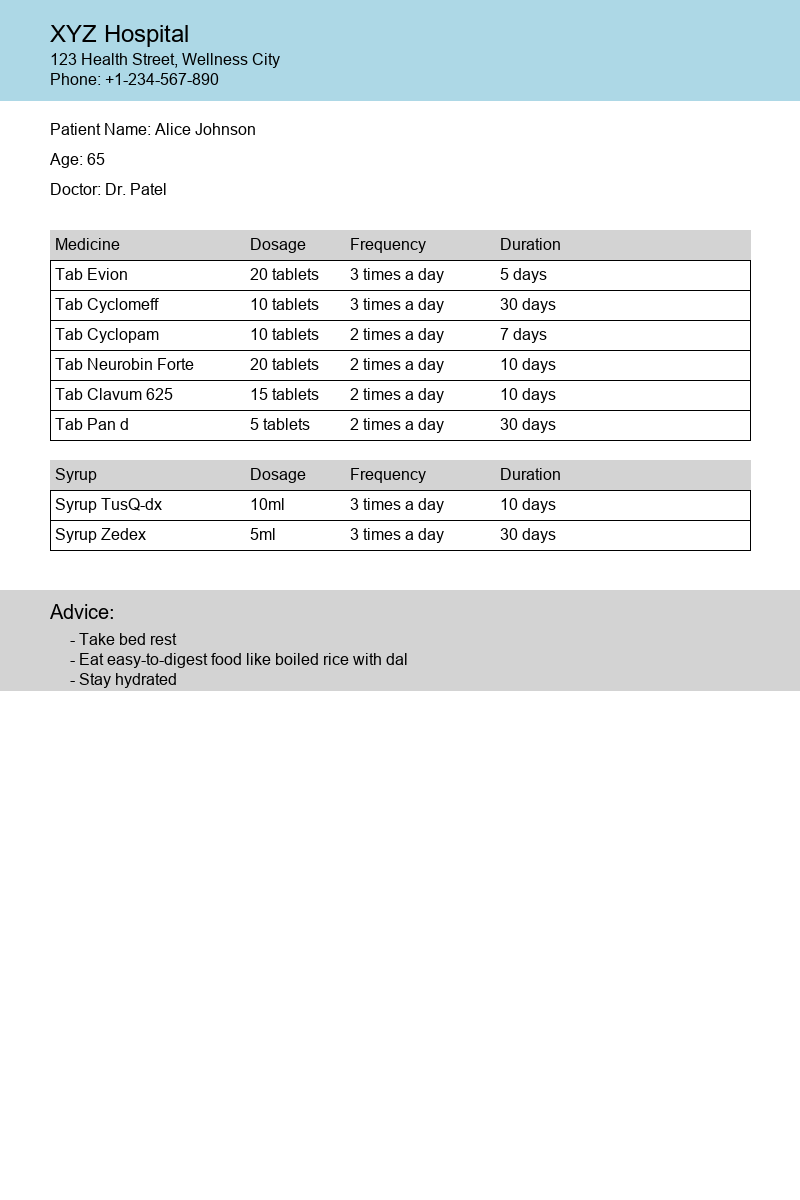 XYZ Hospital
123 Health Street, Wellness City
Phone: +1-234-567-890
Patient Name: Alice Johnson
Age: 65
Doctor: Dr. Patel
Medicine Dosage Frequency Duration
Tab Evion 20 tablets 3 times a day 5 days
Tab Cyclomeff 10 tablets 3 times a day 30 days
Tab Cyclopam 10 tablets 2 times a day 7 days
Tab Neurobin Forte 20 tablets 2 times a day 10 days
Tab Clavum 625 15 tablets 2 times a day 10 days
Tab Pan d 5 tablets 2 times a day 30 days
Syrup Dosage Frequency Duration
Syrup TusQ-dx 10ml 3 times a day 10 days
Syrup Zedex 5ml 3 times a day 30 days
Advice:
- Take bed rest
- Eat easy-to-digest food like boiled rice with dal
- Stay hydrated